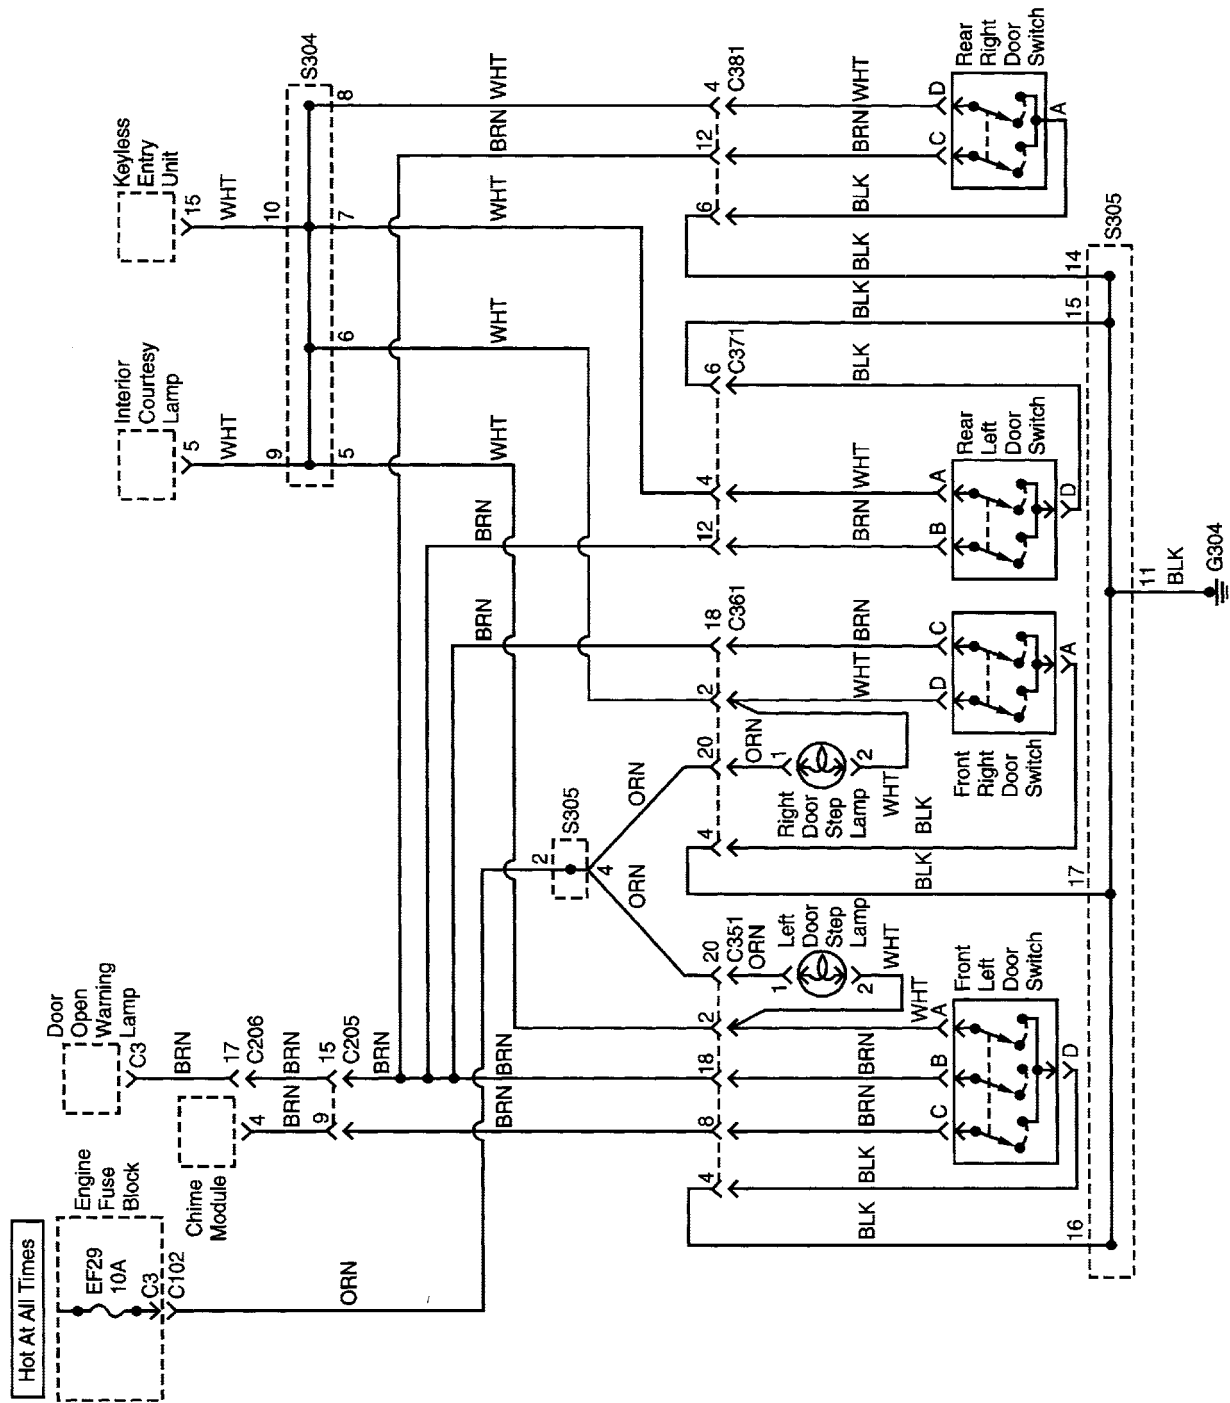 Hot At All Times
EF29
10A
Engine
Fuse
Block
C3
C102
ORN
Door
Open
Warning
Lamp
C3
BRN
17
C206
BRN
15
C205
BRN
Chime
Module
4
BRN
9
BRN
BRN
Interior
Courtesy
Lamp
5
WHT
9
Keyless
Entry
Unit
15
WHT
10
S304
5
WHT
6
WHT
7
WHT
8
WHT
BRN
BRN
BRN
2
S305
4
ORN
ORN
4
8
18
2
20
C351
4
20
2
18
C361
12
4
6
C371
6
12
4
C381
BLK
BLK
BRN
BRN
WHT
ORN
1
Left
Door
Step
Lamp
2
WHT
BLK
BLK
ORN
1
Right
Door
Step
Lamp
2
WHT
WHT
BRN
BRN
WHT
BLK
BLK
BLK
BLK
BRN
WHT
C
B
A
D
Front
Left
Door
Switch
D
C
A
Front
Right
Door
Switch
B
A
D
Rear
Left
Door
Switch
C
D
A
Rear
Right
Door
Switch
16
17
15
14
S305
11
BLK
G304